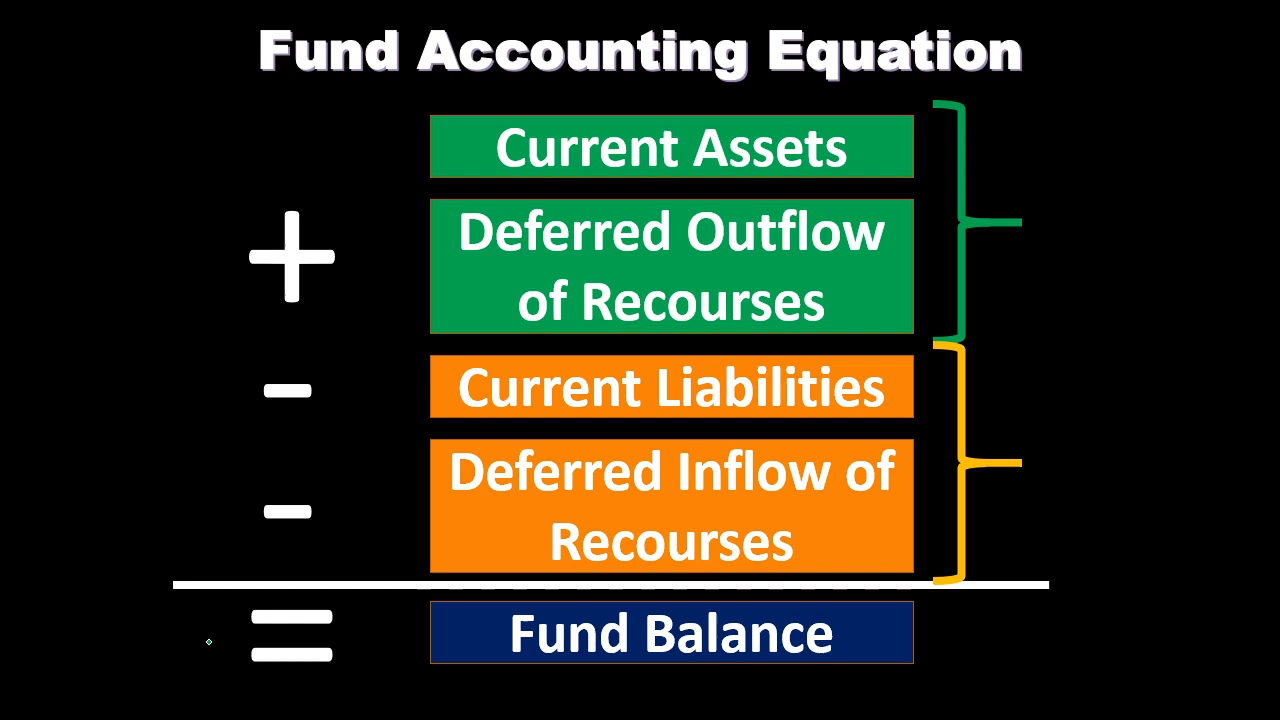 Fund Accounting Equation
Current Assets
+
Deferred Outflow
of Recourses
-
Current Liabilities
-
Deferred Inflow of
Recourses
=
Fund Balance